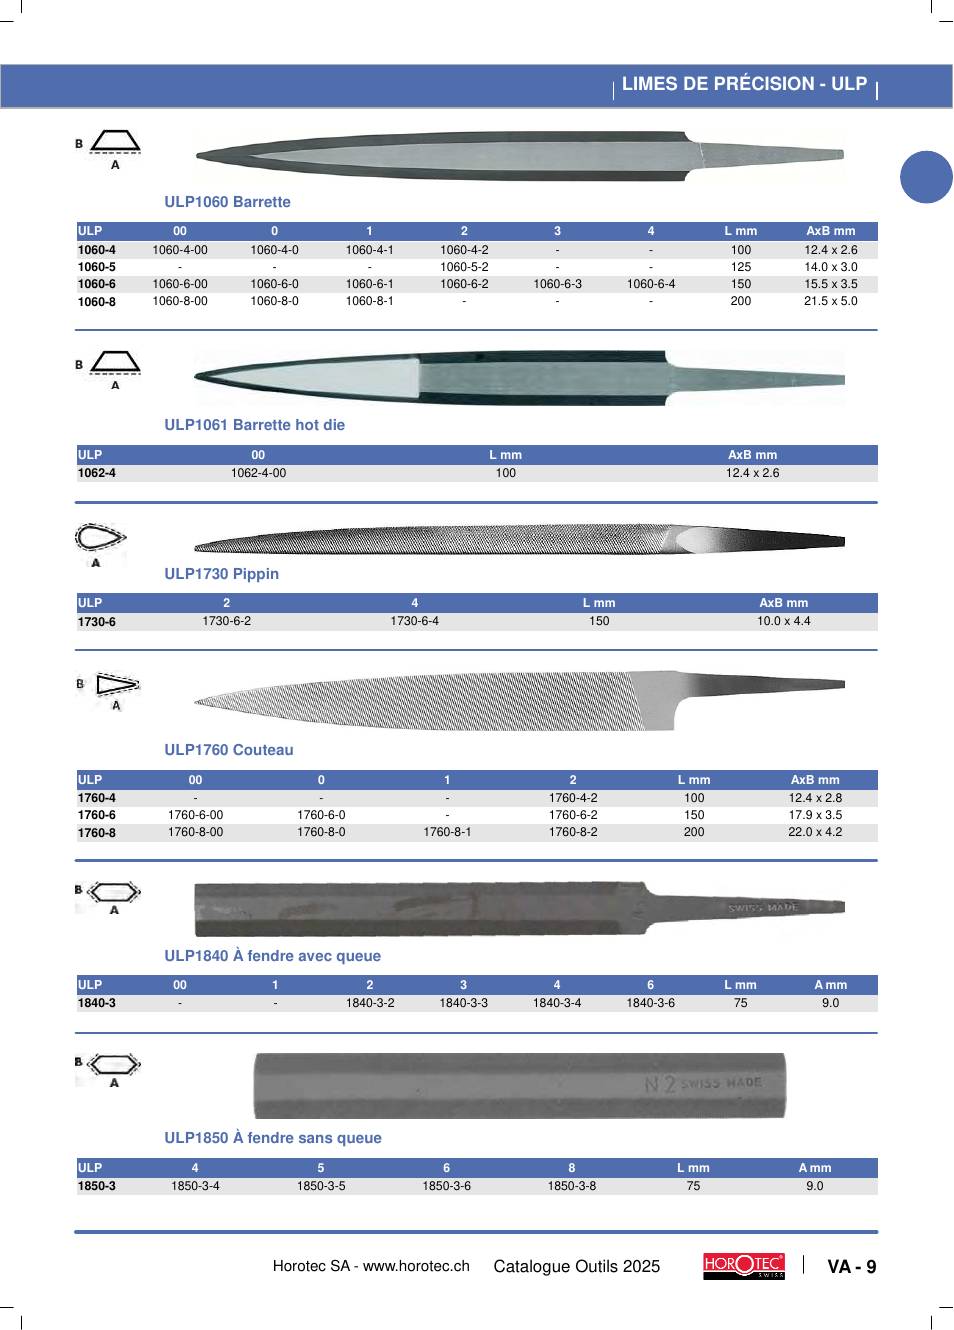 LIMES DE PRÉCISION - ULP
B
A
ULP1060 Barrette
ULP 00 0 1 2 3 4 L mm AxB mm
1060-4 1060-4-00 1060-4-0 1060-4-1 1060-4-2 - - 100 12.4 x 2.6
1060-5 - - - 1060-5-2 - - 125 14.0 x 3.0
1060-6 1060-6-00 1060-6-0 1060-6-1 1060-6-2 1060-6-3 1060-6-4 150 15.5 x 3.5
1060-8 1060-8-00 1060-8-0 1060-8-1 - - - 200 21.5 x 5.0
B
A
ULP1061 Barrette hot die
ULP 00 L mm AxB mm
1062-4 1062-4-00 100 12.4 x 2.6
A
ULP1730 Pippin
ULP 2 4 L mm AxB mm
1730-6 1730-6-2 1730-6-4 150 10.0 x 4.4
B
A
ULP1760 Couteau
ULP 00 0 1 2 L mm AxB mm
1760-4 - - - 1760-4-2 100 12.4 x 2.8
1760-6 1760-6-00 1760-6-0 - 1760-6-2 150 17.9 x 3.5
1760-8 1760-8-00 1760-8-0 1760-8-1 1760-8-2 200 22.0 x 4.2
B
A
SWISS MADE
ULP1840 À fendre avec queue
ULP 00 1 2 3 4 6 L mm A mm
1840-3 - - 1840-3-2 1840-3-3 1840-3-4 1840-3-6 75 9.0
B
A
N 2 SWISS MADE
ULP1850 À fendre sans queue
ULP 4 5 6 8 L mm A mm
1850-3 1850-3-4 1850-3-5 1850-3-6 1850-3-8 75 9.0
Horotec SA - www.horotec.ch Catalogue Outils 2025 HOROTEC® SWISS VA - 9